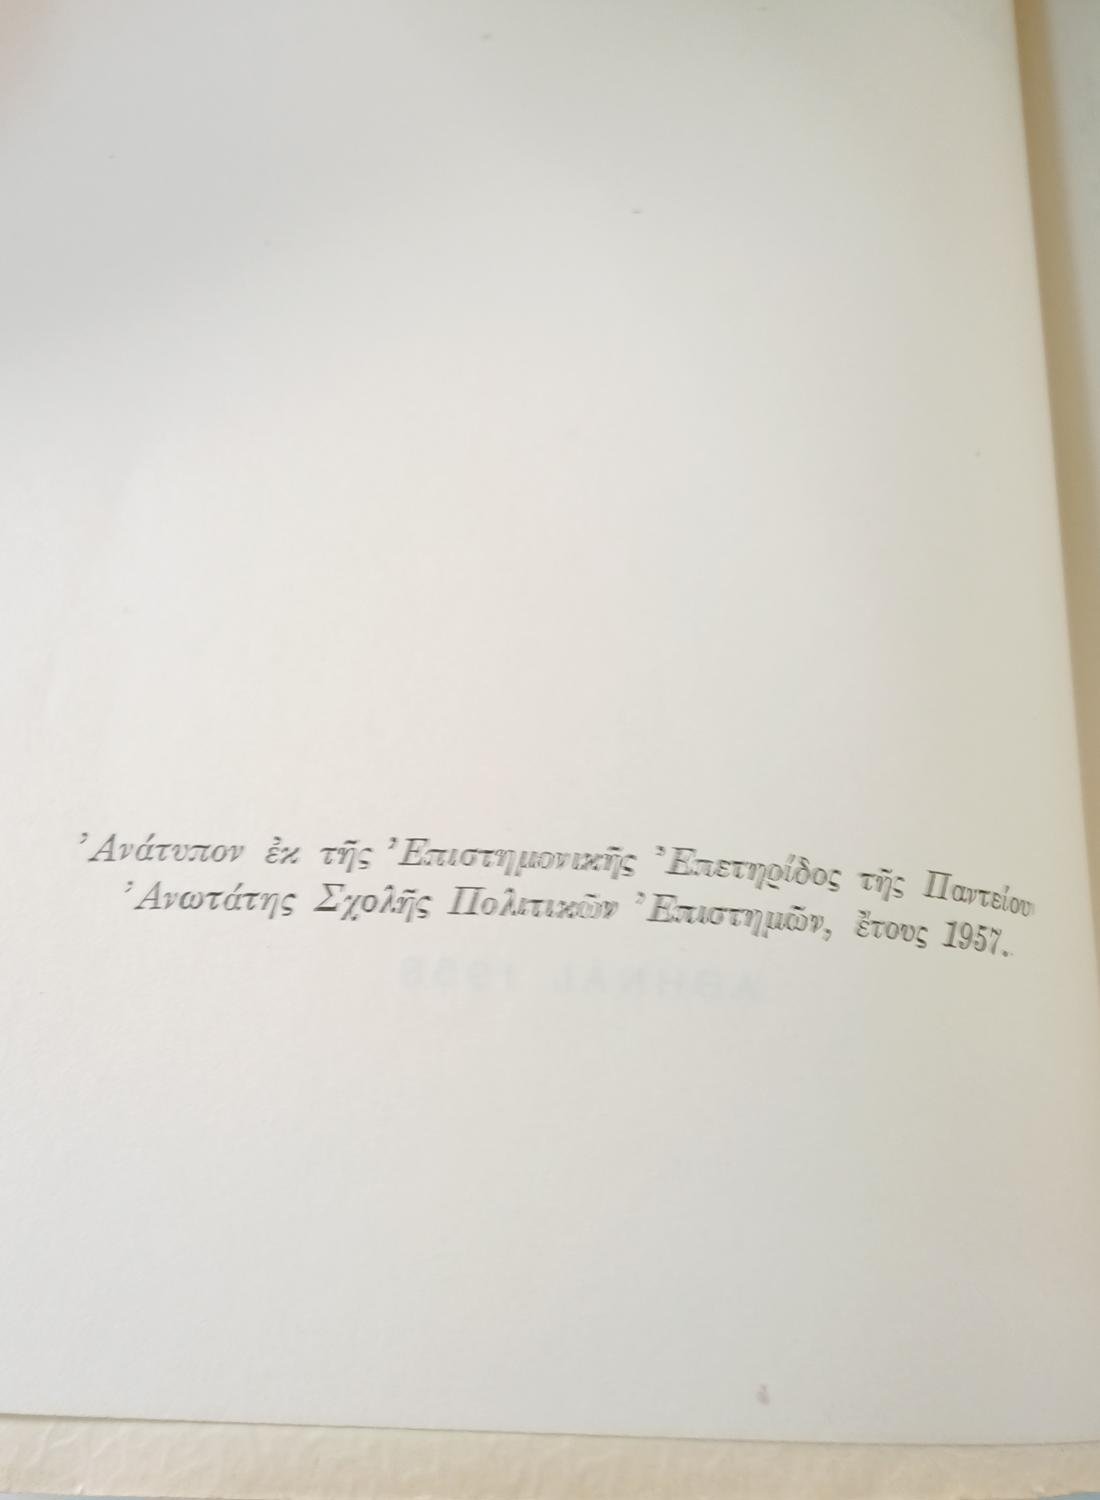 Ἀνάτυπον ἐκ τῆς Ἐπιστημονικῆς Ἐπετηρίδος τῆς Παντείου
Ἀνωτάτης Σχολῆς Πολιτικῶν Ἐπιστημῶν, ἔτους 1957.